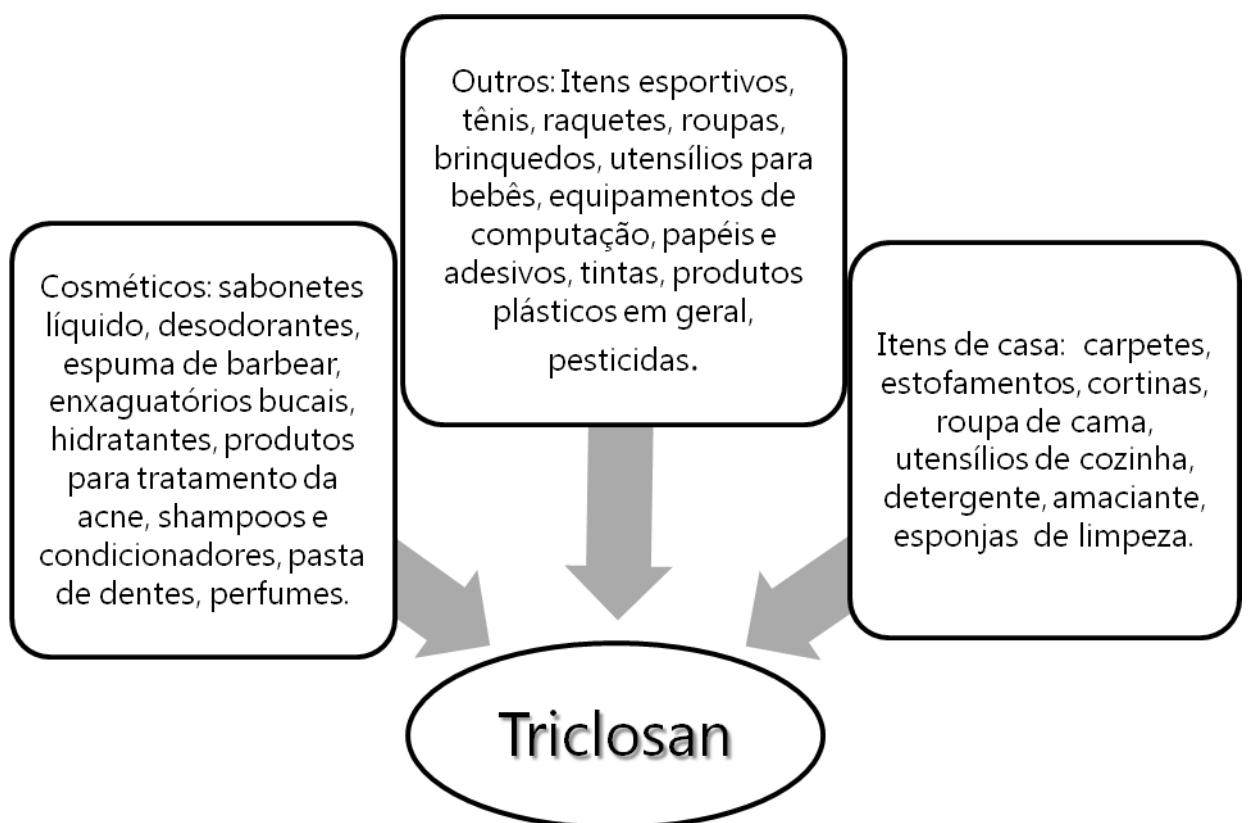 Outros: Itens esportivos,
tênis, raquetes, roupas,
brinquedos, utensílios para
bebês, equipamentos de
computação, papéis e
adesivos, tintas, produtos
plásticos em geral,
pesticidas.
Cosméticos: sabonetes
líquido, desodorantes,
espuma de barbear,
enxaguatórios bucais,
hidratantes, produtos
para tratamento da
acne, shampoos e
condicionadores, pasta
de dentes, perfumes.
Itens de casa: carpetes,
estofamentos, cortinas,
roupa de cama,
utensílios de cozinha,
detergente, amaciante,
esponjas de limpeza.
Triclosan